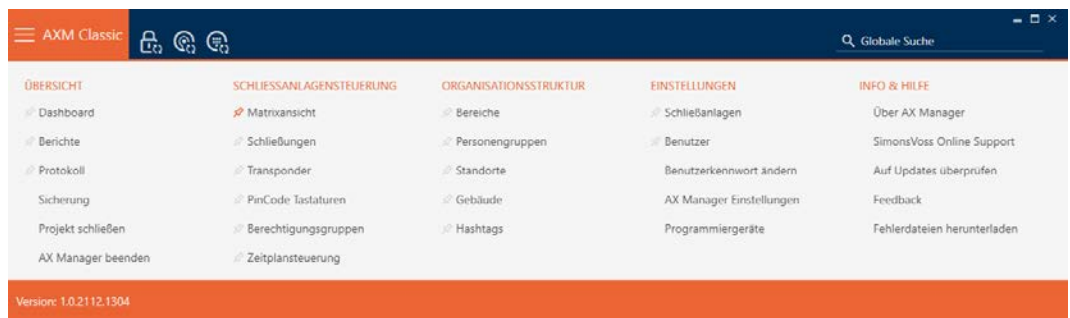 AXM Classic
Globale Suche
ÜBERSICHT
Dashboard
Berichte
Protokoll
Sicherung
Projekt schließen
AX Manager beenden
SCHLIESSANLAGENSTEUERUNG
Matrixansicht
Schließungen
Transponder
PinCode Tastaturen
Berechtigungsgruppen
Zeitplansteuerung
ORGANISATIONSSTRUKTUR
Bereiche
Personengruppen
Standorte
Gebäude
Hashtags
EINSTELLUNGEN
Schließanlagen
Benutzer
Benutzerkennwort ändern
AX Manager Einstellungen
Programmiergeräte
INFO & HILFE
Über AX Manager
SimonsVoss Online Support
Auf Updates überprüfen
Feedback
Fehlerdateien herunterladen
Version: 1.0.2112.1304